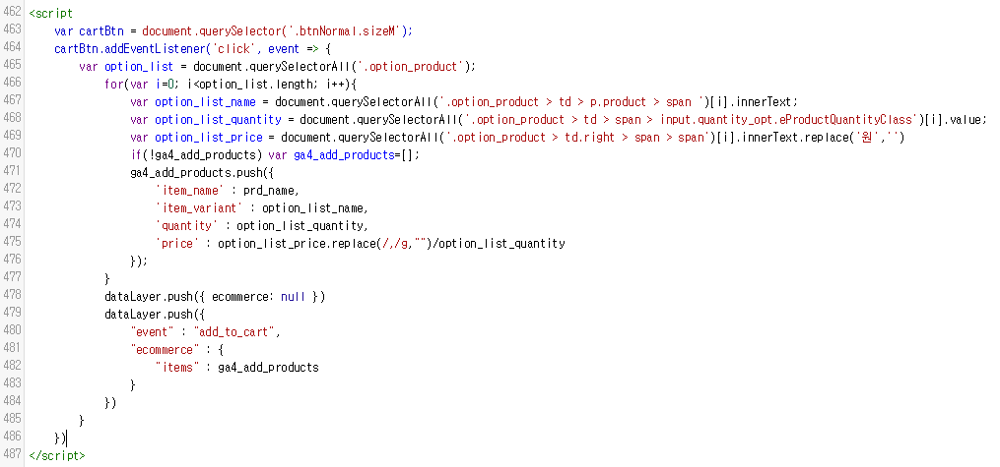 462 <script
463 var cartBtn = document.querySelector('.btnNormal.sizeM');
464 cartBtn.addEventListener('click', event => {
465 var option_list = document.querySelectorAll('.option_product');
466 for(var i=0; i<option_list.length; i++){
467 var option_list_name = document.querySelectorAll('.option_product > td > p.product > span ')[i].innerText;
468 var option_list_quantity = document.querySelectorAll('.option_product > td > span > input.quantity_opt.eProductQuantityClass')[i].value;
469 var option_list_price = document.querySelectorAll('.option_product > td.right > span > span')[i].innerText.replace('원','')
470 if(!ga4_add_products) var ga4_add_products=[];
471 ga4_add_products.push({
472 'item_name' : prd_name,
473 'item_variant' : option_list_name,
474 'quantity' : option_list_quantity,
475 'price' : option_list_price.replace(/,/g,"")/option_list_quantity
476 });
477 }
478 dataLayer.push({ ecommerce: null })
479 dataLayer.push({
480 "event" : "add_to_cart",
481 "ecommerce" : {
482 "items" : ga4_add_products
483 }
484 })
485 }
486 })
487 </script>